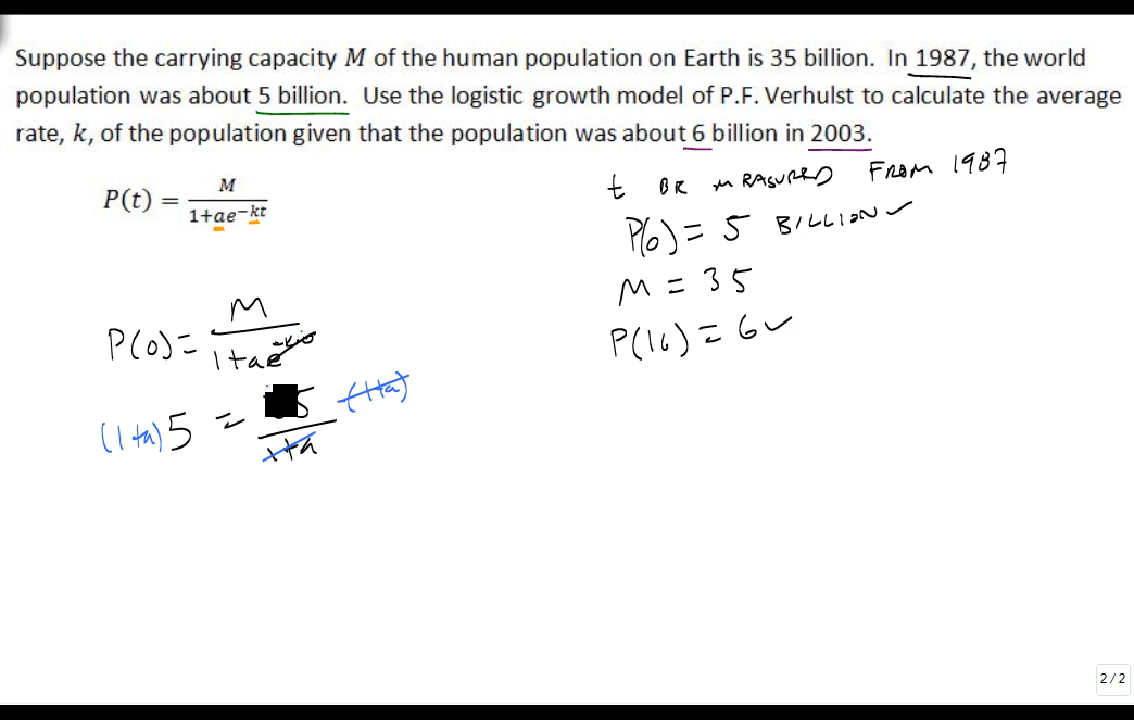 Suppose the carrying capacity M of the human population on Earth is 35 billion. In 1987, the world
population was about 5 billion. Use the logistic growth model of P.F. Verhulst to calculate the average
rate, k, of the population given that the population was about 6 billion in 2003.
P(t) = M / 1+ae^-kt
t BE MEASURED FROM 1987
P(0) = 5 BILLION ✓
M = 35
P(16) = 6 ✓
P(0) = M / 1+ae^-k·0
(1+a) 5 = 5 / 1+a (1+a)
2 / 2